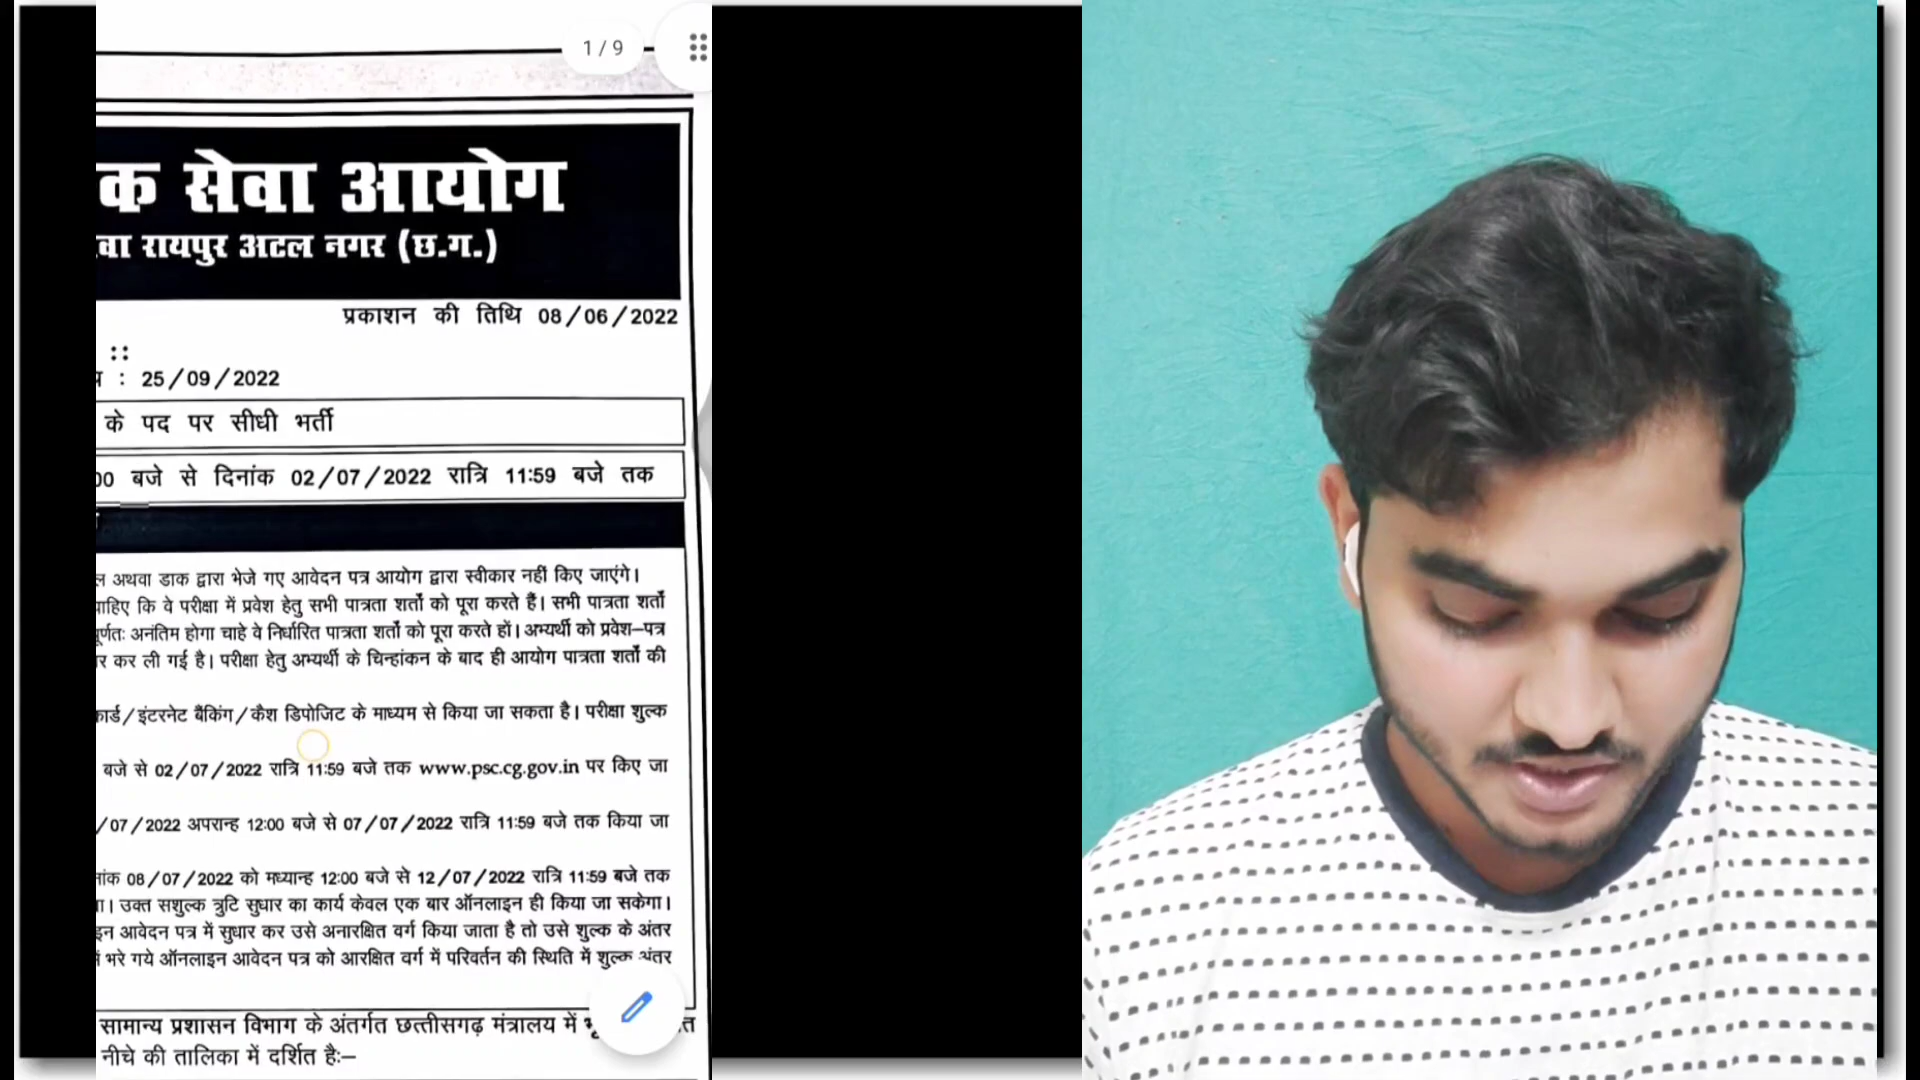 1 / 9
क सेवा आयोग
वा रायपुर अटल नगर (छ.ग.)
प्रकाशन की तिथि 08/06/2022
::
: 25/09/2022
के पद पर सीधी भर्ती
00 बजे से दिनांक 02/07/2022 रात्रि 11:59 बजे तक
ल अथवा डाक द्वारा भेजे गए आवेदन पत्र आयोग द्वारा स्वीकार नहीं किए जाएंगे।
कि वे परीक्षा में प्रवेश हेतु सभी पात्रता शर्तों को पूरा करते हैं। सभी पात्रता शर्तों
अनंतिम होगा चाहे वे निर्धारित पात्रता शर्तों को पूरा करते हों। अभ्यर्थी को प्रवेश–पत्र
र कर ली गई है। परीक्षा हेतु अभ्यर्थी के चिन्हांकन के बाद ही आयोग पात्रता शर्तों की
कार्ड/इंटरनेट बैंकिंग/कैश डिपोजिट के माध्यम से किया जा सकता है। परीक्षा शुल्क
बजे से 02/07/2022 रात्रि 11:59 बजे तक www.psc.cg.gov.in पर किए जा
/07/2022 अपरान्ह 12:00 बजे से 07/07/2022 रात्रि 11:59 बजे तक किया जा
08/07/2022 को मध्यान्ह 12:00 बजे से 12/07/2022 रात्रि 11:59 बजे तक
उक्त सशुल्क त्रुटि सुधार का कार्य केवल एक बार ऑनलाइन ही किया जा सकेगा।
इन आवेदन पत्र में सुधार कर उसे अनारक्षित वर्ग किया जाता है तो उसे शुल्क के अंतर
भरे गये ऑनलाइन आवेदन पत्र को आरक्षित वर्ग में परिवर्तन की स्थिति में शुल्क अंतर
सामान्य प्रशासन विभाग के अंतर्गत छत्तीसगढ़ मंत्रालय में
नीचे की तालिका में दर्शित है:–